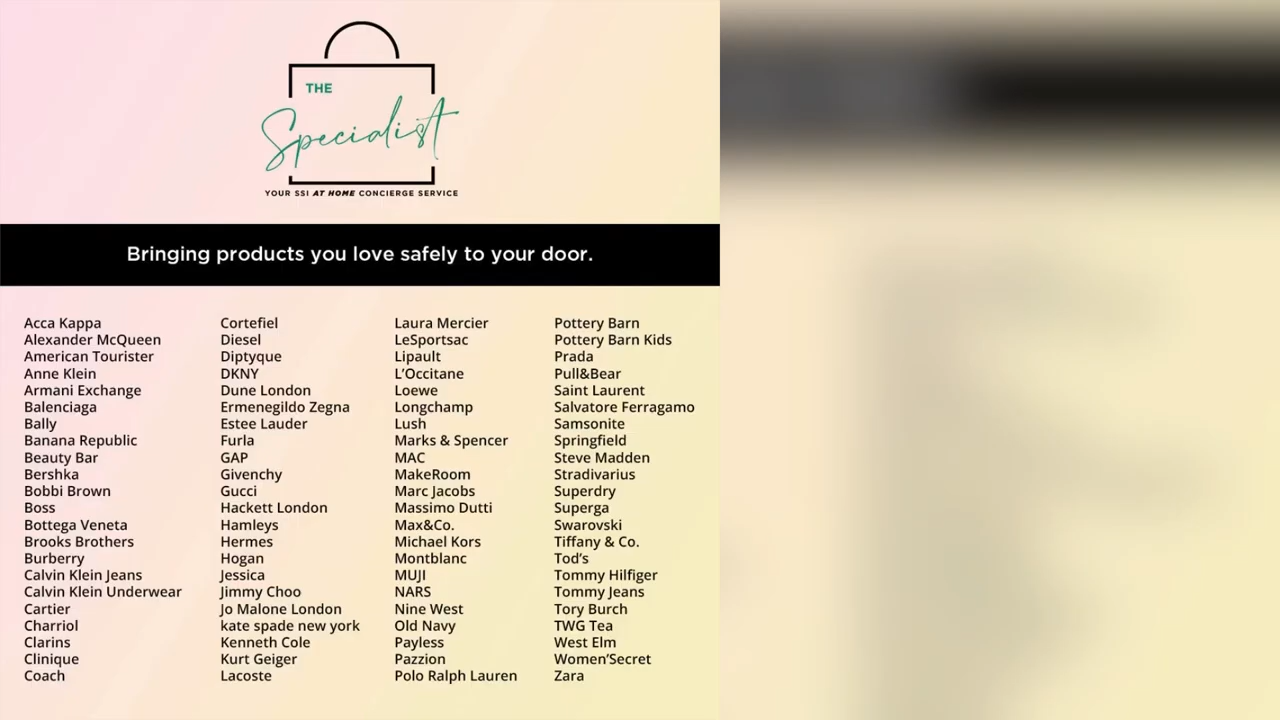 THE
Specialist
YOUR SSI AT HOME CONCIERGE SERVICE
Bringing products you love safely to your door.
Acca Kappa
Alexander McQueen
American Tourister
Anne Klein
Armani Exchange
Balenciaga
Bally
Banana Republic
Beauty Bar
Bershka
Bobbi Brown
Boss
Bottega Veneta
Brooks Brothers
Burberry
Calvin Klein Jeans
Calvin Klein Underwear
Cartier
Charriol
Clarins
Clinique
Coach
Cortefiel
Diesel
Diptyque
DKNY
Dune London
Ermenegildo Zegna
Estee Lauder
Furla
GAP
Givenchy
Gucci
Hackett London
Hamleys
Hermes
Hogan
Jessica
Jimmy Choo
Jo Malone London
kate spade new york
Kenneth Cole
Kurt Geiger
Lacoste
Laura Mercier
LeSportsac
Lipault
L’Occitane
Loewe
Longchamp
Lush
Marks & Spencer
MAC
MakeRoom
Marc Jacobs
Massimo Dutti
Max&Co.
Michael Kors
Montblanc
MUJI
NARS
Nine West
Old Navy
Payless
Pazzion
Polo Ralph Lauren
Pottery Barn
Pottery Barn Kids
Prada
Pull&Bear
Saint Laurent
Salvatore Ferragamo
Samsonite
Springfield
Steve Madden
Stradivarius
Superdry
Superga
Swarovski
Tiffany & Co.
Tod’s
Tommy Hilfiger
Tommy Jeans
Tory Burch
TWG Tea
West Elm
Women’Secret
Zara